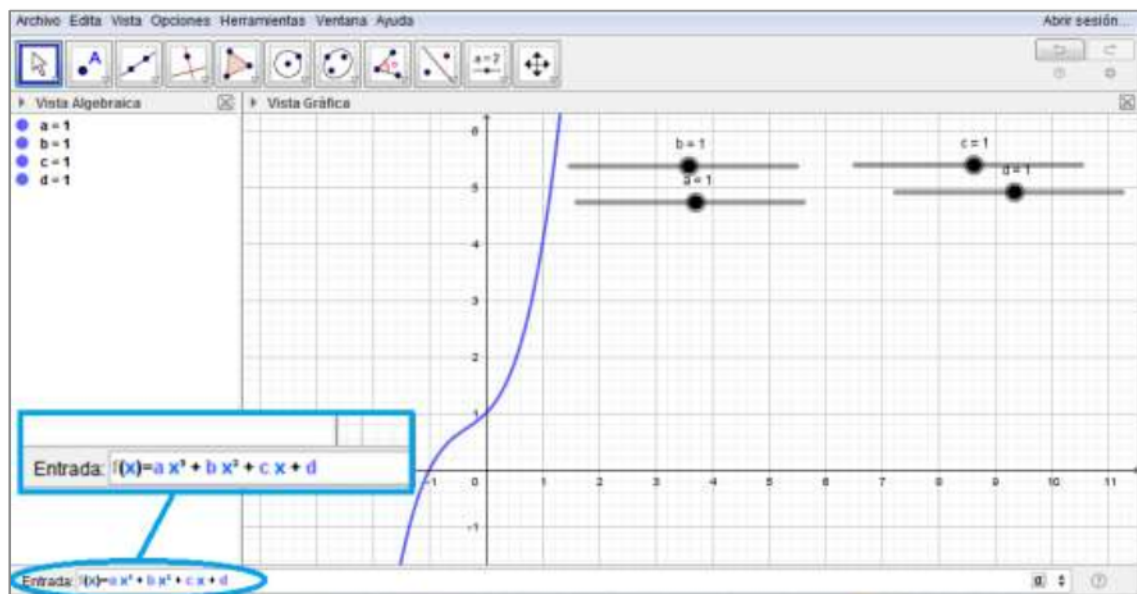 Archivo Edita Vista Opciones Herramientas Ventana Ayuda Abrir sesión...
A a=2
Vista Algebraica Vista Gráfica
a = 1
b = 1
c = 1
d = 1
b = 1 c = 1
a = 1 d = 1
6
5
4
3
2
1
-1 0 1 2 3 4 5 6 7 8 9 10 11
-1
Entrada: f(x)=a x³ + b x² + c x + d
Entrada: f(x)=a x³ + b x² + c x + d α